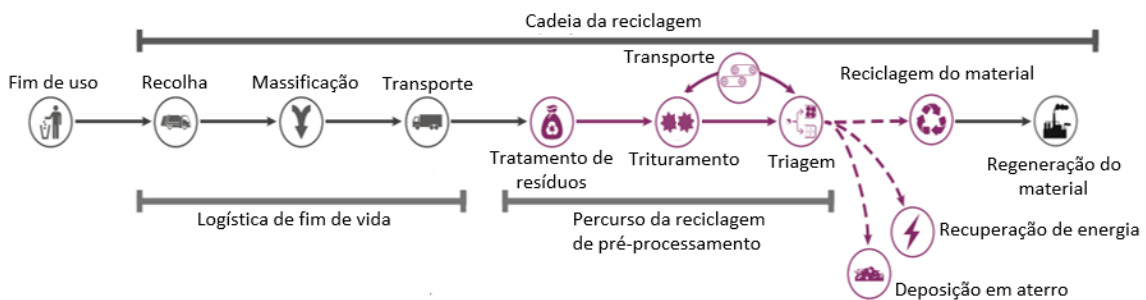 Cadeia da reciclagem
Transporte
Fim de uso
Recolha
Massificação
Transporte
Reciclagem do material
Tratamento de
resíduos
Trituramento
Triagem
Regeneração do
material
Logística de fim de vida
Percurso da reciclagem
de pré-processamento
Recuperação de energia
Deposição em aterro